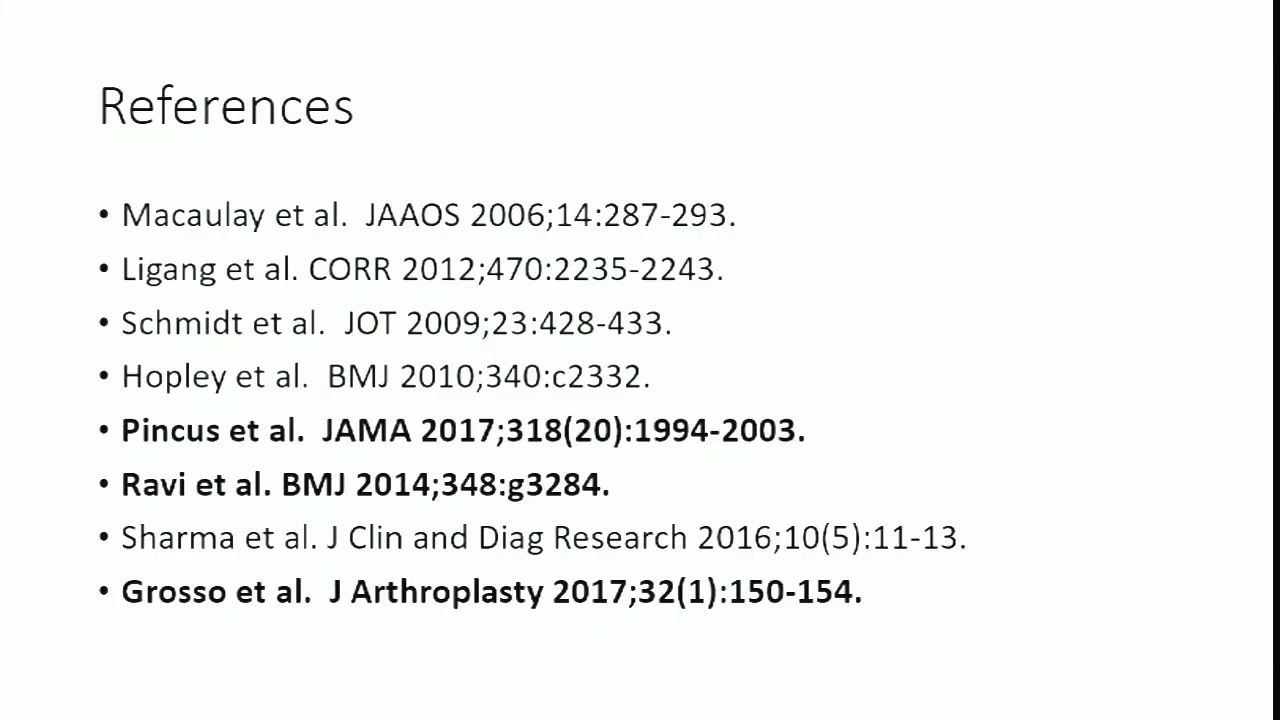 References
• Macaulay et al.  JAAOS 2006;14:287-293.
• Ligang et al. CORR 2012;470:2235-2243.
• Schmidt et al.  JOT 2009;23:428-433.
• Hopley et al.  BMJ 2010;340:c2332.
• Pincus et al.  JAMA 2017;318(20):1994-2003.
• Ravi et al. BMJ 2014;348:g3284.
• Sharma et al. J Clin and Diag Research 2016;10(5):11-13.
• Grosso et al.  J Arthroplasty 2017;32(1):150-154.